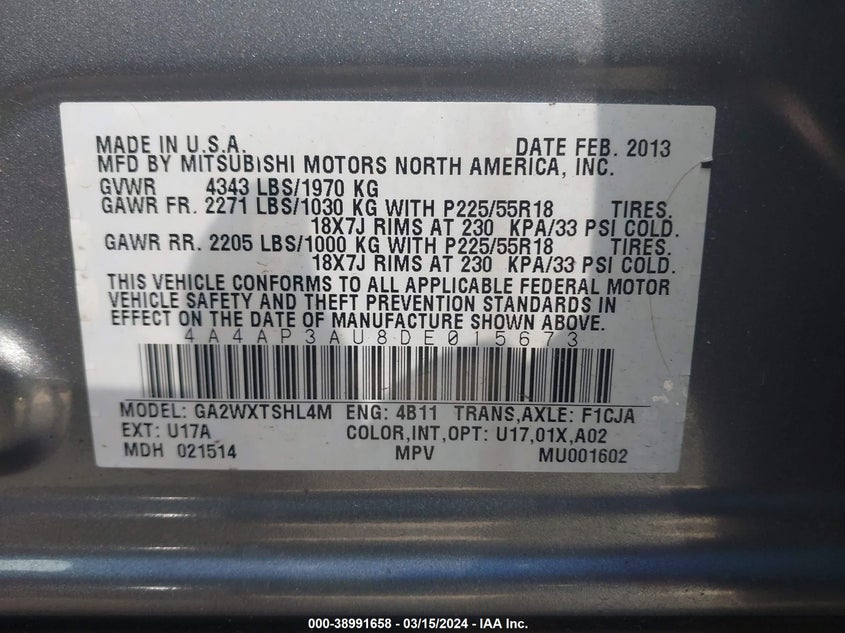 MADE IN U.S.A. DATE FEB. 2013
MFD BY MITSUBISHI MOTORS NORTH AMERICA, INC.
GVWR 4343 LBS/1970 KG
GAWR FR. 2271 LBS/1030 KG WITH P225/55R18 TIRES.
18X7J RIMS AT 230 KPA/33 PSI COLD.
GAWR RR. 2205 LBS/1000 KG WITH P225/55R18 TIRES.
18X7J RIMS AT 230 KPA/33 PSI COLD.
THIS VEHICLE CONFORMS TO ALL APPLICABLE FEDERAL MOTOR
VEHICLE SAFETY AND THEFT PREVENTION STANDARDS IN
EFFECT ON THE DATE OF MANUFACTURE SHOWN ABOVE.
4A4AP3AU8DE015673
MODEL: GA2WXTSHL4M ENG: 4B11 TRANS,AXLE: F1CJA
EXT: U17A COLOR,INT,OPT: U17,01X,A02
MDH 021514 MPV MU001602
000-38991658 - 03/15/2024 - IAA Inc.